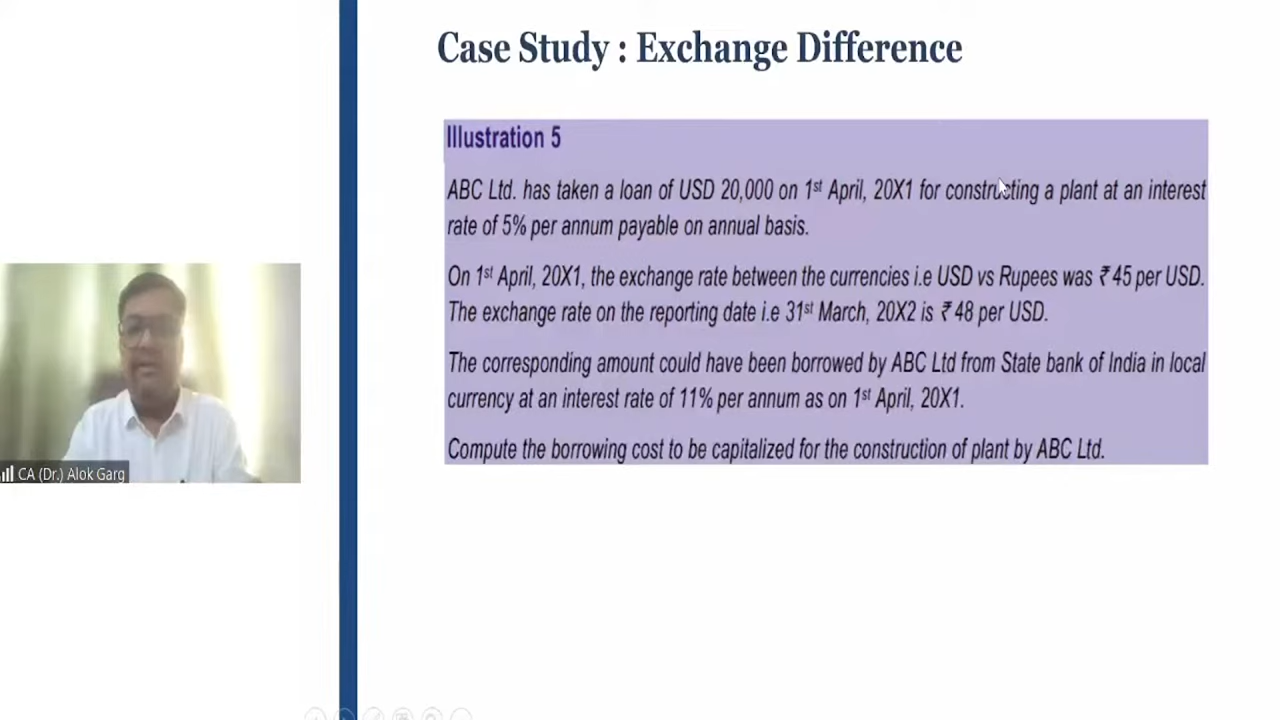 Case Study : Exchange Difference
Illustration 5
ABC Ltd. has taken a loan of USD 20,000 on 1st April, 20X1 for constructing a plant at an interest
rate of 5% per annum payable on annual basis.
On 1st April, 20X1, the exchange rate between the currencies i.e USD vs Rupees was ₹ 45 per USD.
The exchange rate on the reporting date i.e 31st March, 20X2 is ₹ 48 per USD.
The corresponding amount could have been borrowed by ABC Ltd from State bank of India in local
currency at an interest rate of 11% per annum as on 1st April, 20X1.
Compute the borrowing cost to be capitalized for the construction of plant by ABC Ltd.
CA (Dr.) Alok Garg